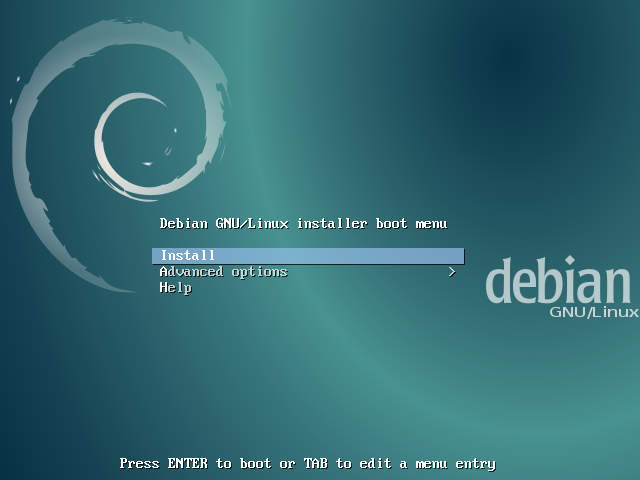 Debian GNU/Linux installer boot menu
Install
Advanced options >
Help
debian
GNU/Linux
Press ENTER to boot or TAB to edit a menu entry